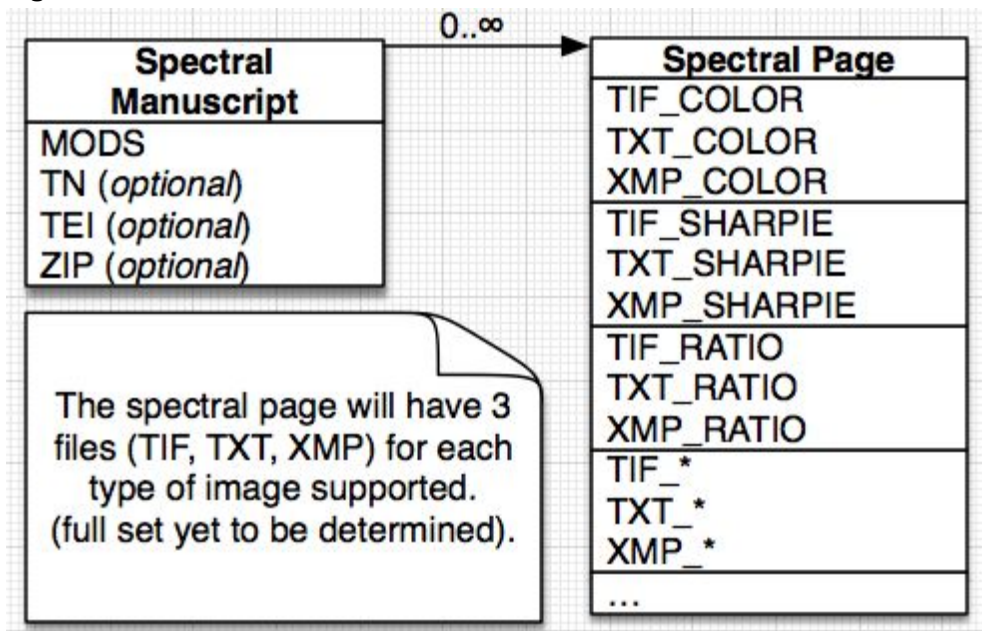 0..∞
Spectral
Manuscript
MODS
TN (optional)
TEI (optional)
ZIP (optional)
The spectral page will have 3
files (TIF, TXT, XMP) for each
type of image supported.
(full set yet to be determined).
Spectral Page
TIF_COLOR
TXT_COLOR
XMP_COLOR
TIF_SHARPIE
TXT_SHARPIE
XMP_SHARPIE
TIF_RATIO
TXT_RATIO
XMP_RATIO
TIF_*
TXT_*
XMP_*
...